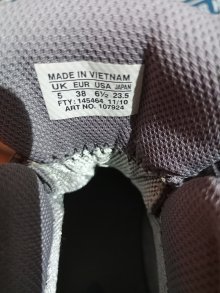 MADE IN VIETNAM
UK EUR USA JAPAN
5 38 6½ 23.5
FTY: 145464 11/10
ART NO. 107924